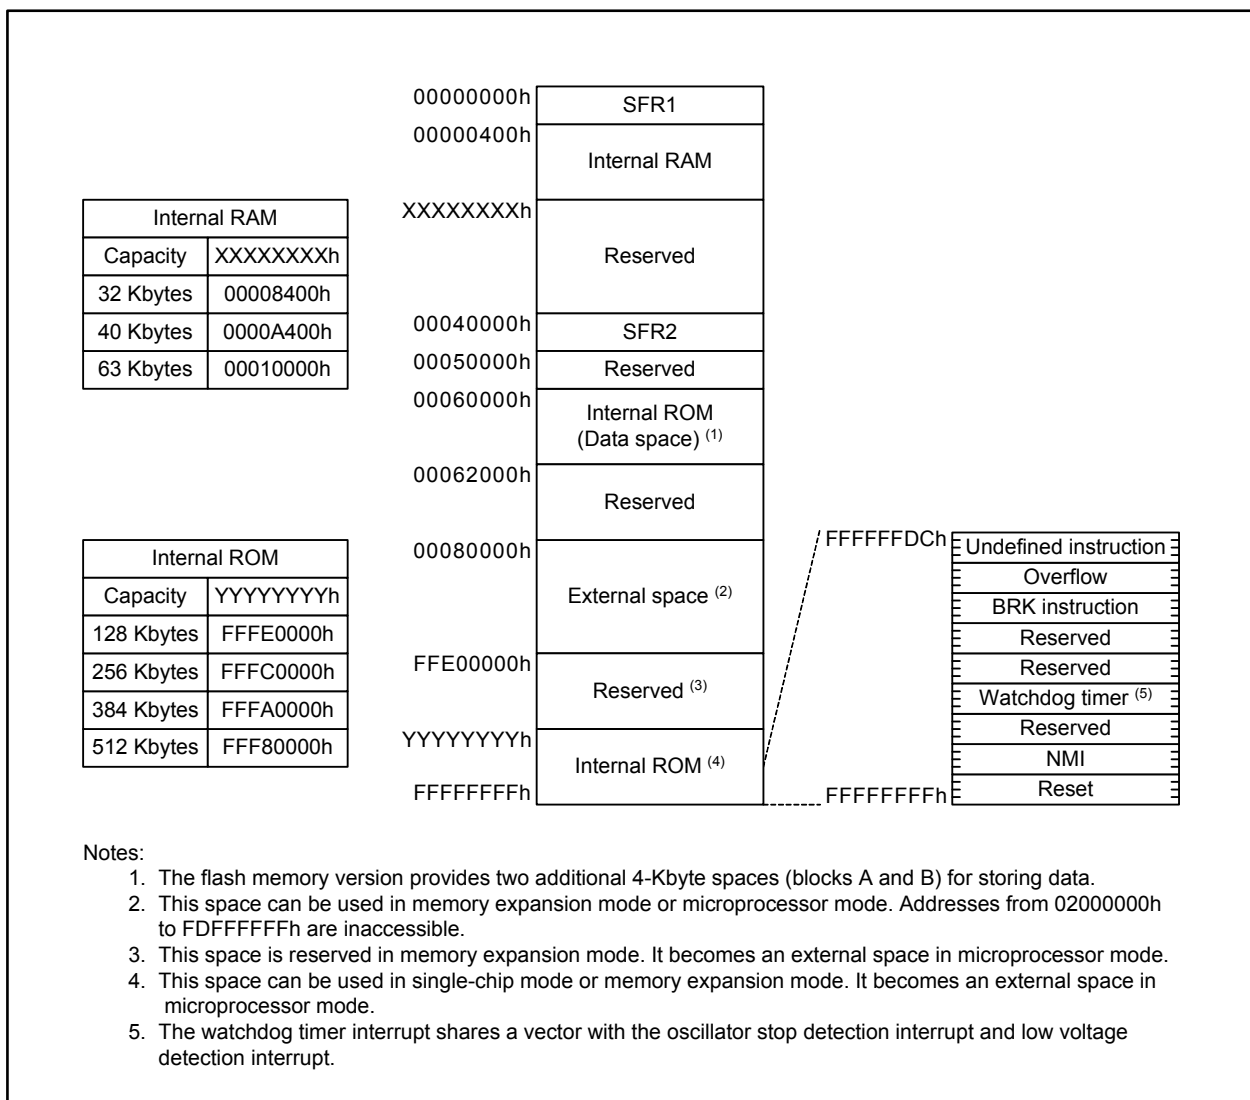 00000000h
SFR1
00000400h
Internal RAM
XXXXXXXXh
Reserved
00040000h
SFR2
00050000h
Reserved
00060000h
Internal ROM
(Data space) (1)
00062000h
Reserved
00080000h
External space (2)
FFE00000h
Reserved (3)
YYYYYYYYh
Internal ROM (4)
FFFFFFFFh
Internal RAM
Capacity XXXXXXXXh
32 Kbytes 00008400h
40 Kbytes 0000A400h
63 Kbytes 00010000h
Internal ROM
Capacity YYYYYYYYh
128 Kbytes FFFE0000h
256 Kbytes FFFC0000h
384 Kbytes FFFA0000h
512 Kbytes FFF80000h
FFFFFFDCh
Undefined instruction
Overflow
BRK instruction
Reserved
Reserved
Watchdog timer (5)
Reserved
NMI
Reset
FFFFFFFFh
Notes:
1. The flash memory version provides two additional 4-Kbyte spaces (blocks A and B) for storing data.
2. This space can be used in memory expansion mode or microprocessor mode. Addresses from 02000000h
to FDFFFFFFh are inaccessible.
3. This space is reserved in memory expansion mode. It becomes an external space in microprocessor mode.
4. This space can be used in single-chip mode or memory expansion mode. It becomes an external space in
microprocessor mode.
5. The watchdog timer interrupt shares a vector with the oscillator stop detection interrupt and low voltage
detection interrupt.